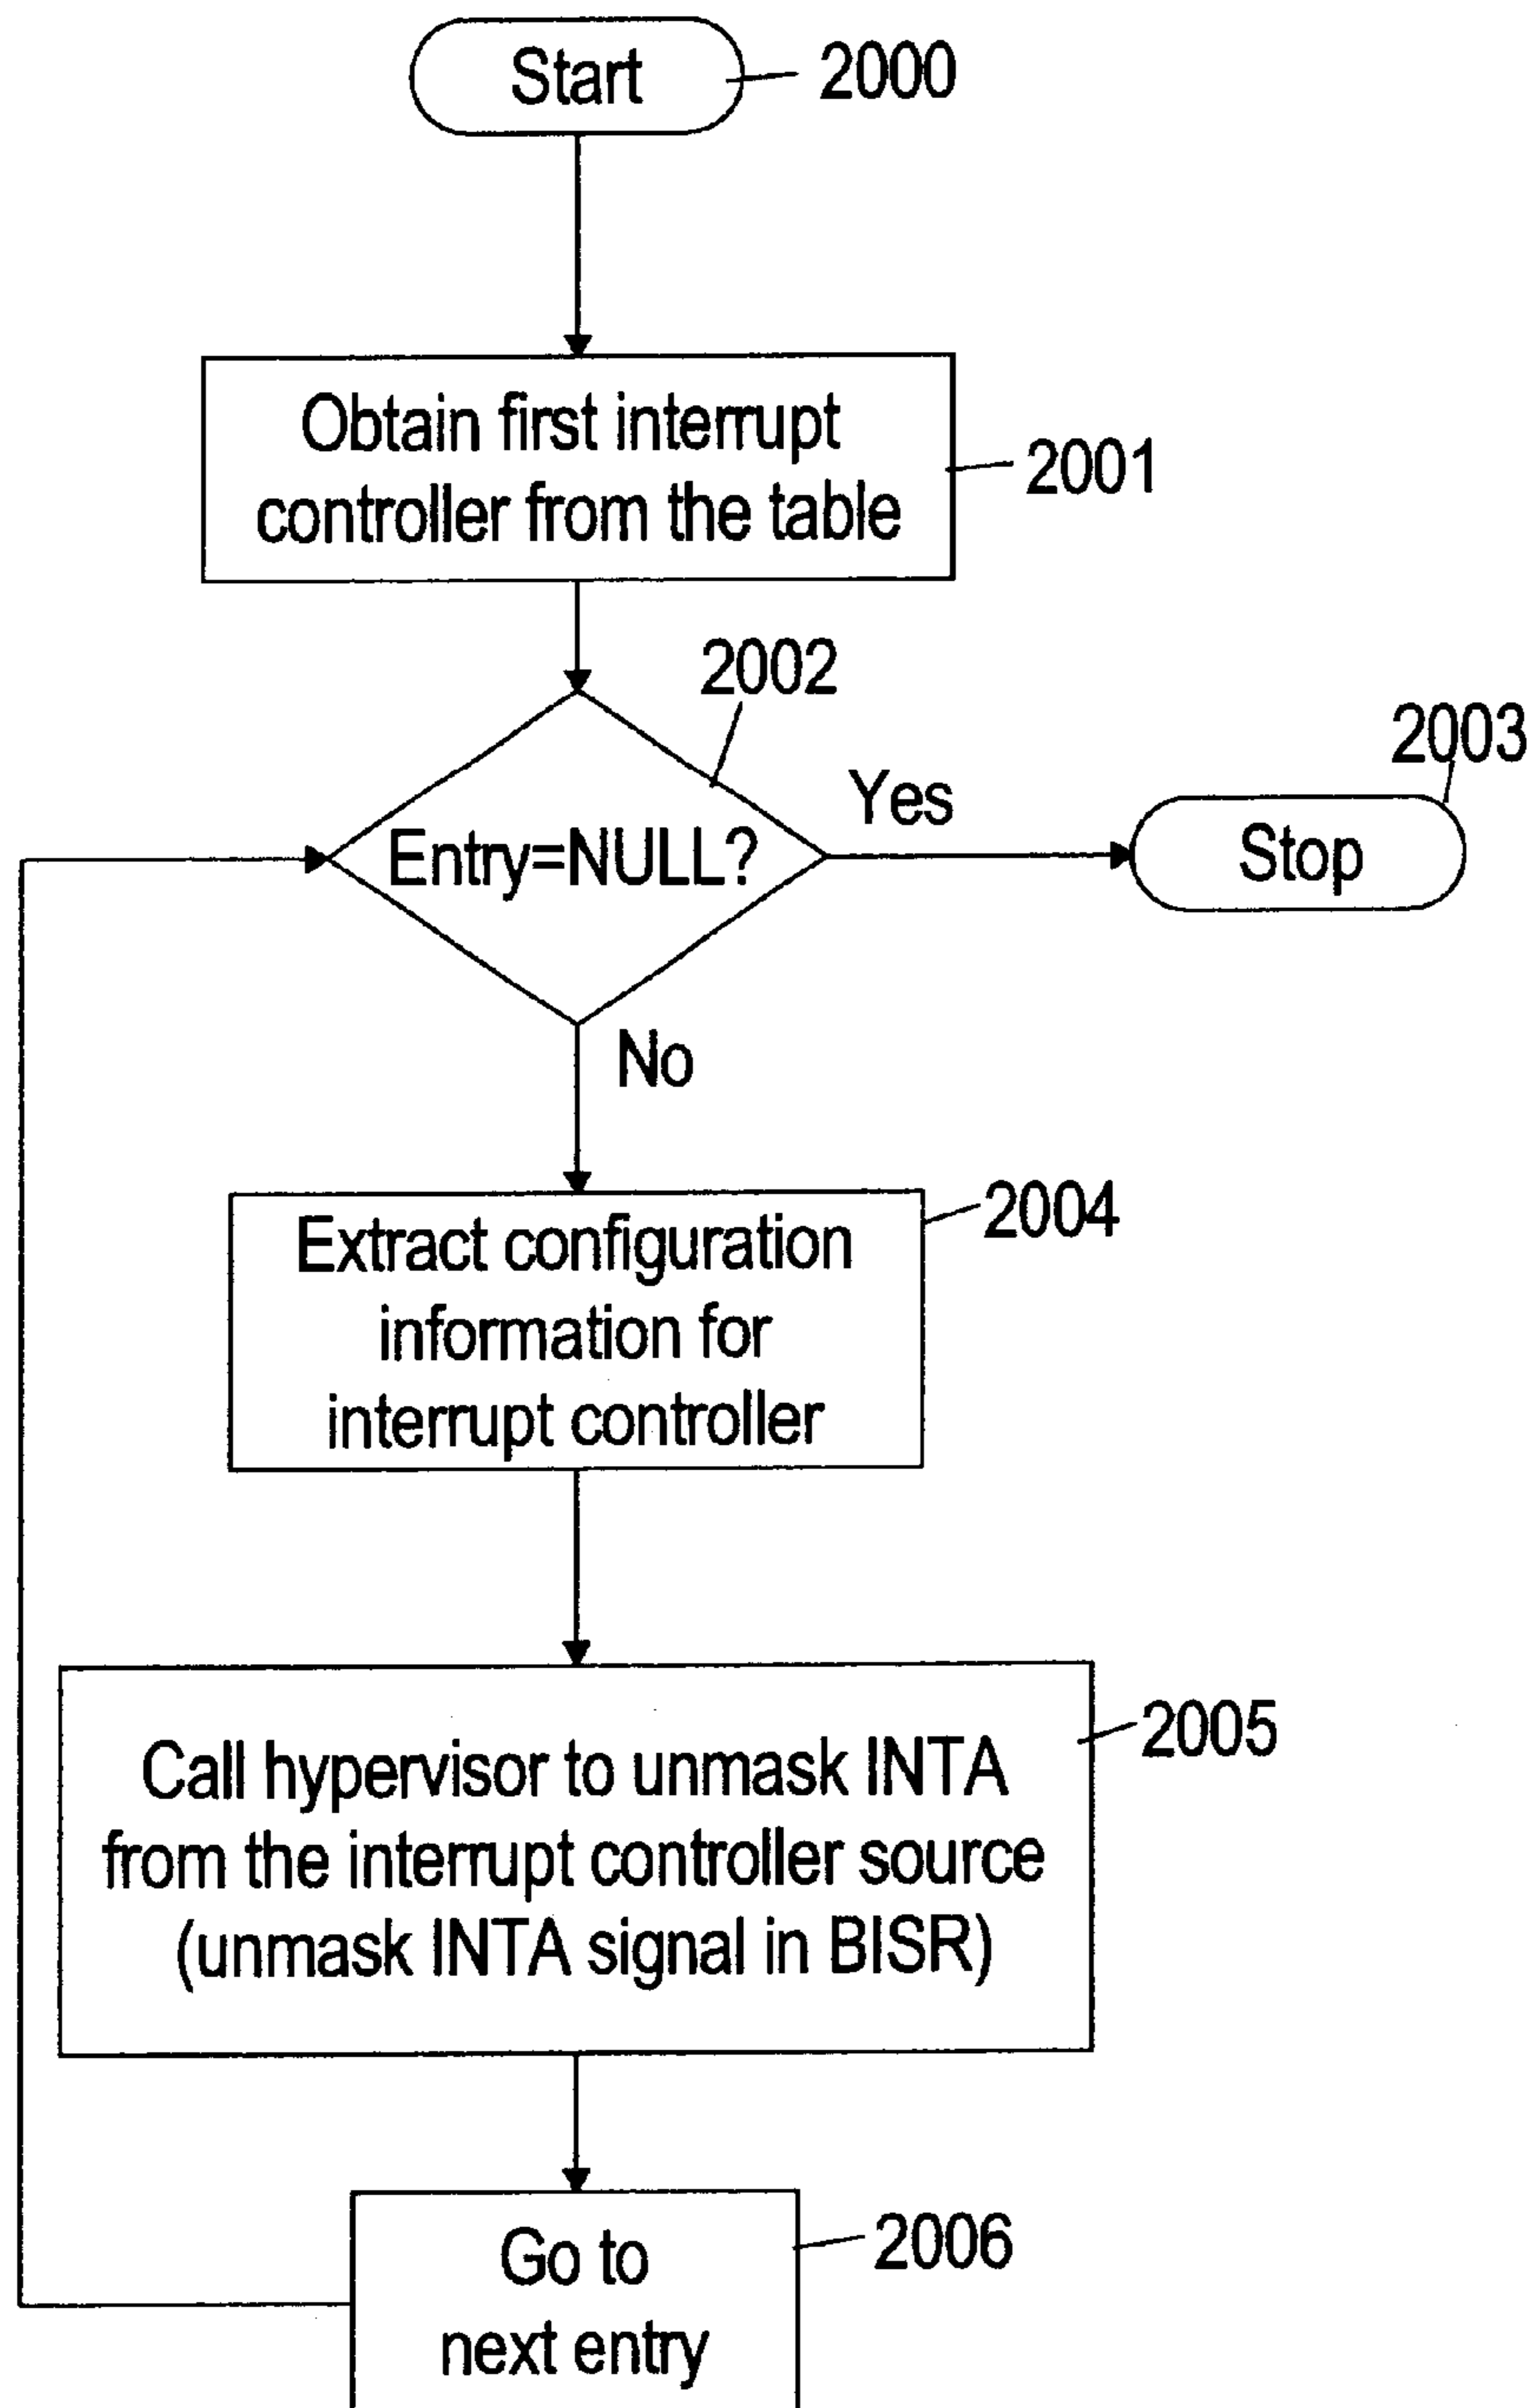 Start
2000
Obtain first interrupt
controller from the table
2001
2002
Entry=NULL?
Yes
2003
Stop
No
Extract configuration
information for
interrupt controller
2004
Call hypervisor to unmask INTA
from the interrupt controller source
(unmask INTA signal in BISR)
2005
Go to
next entry
2006